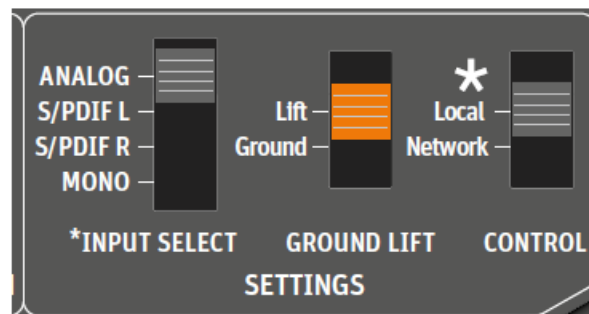 ANALOG
S/PDIF L
S/PDIF R
MONO
*INPUT SELECT
Lift
Ground
GROUND LIFT
*
Local
Network
CONTROL
SETTINGS